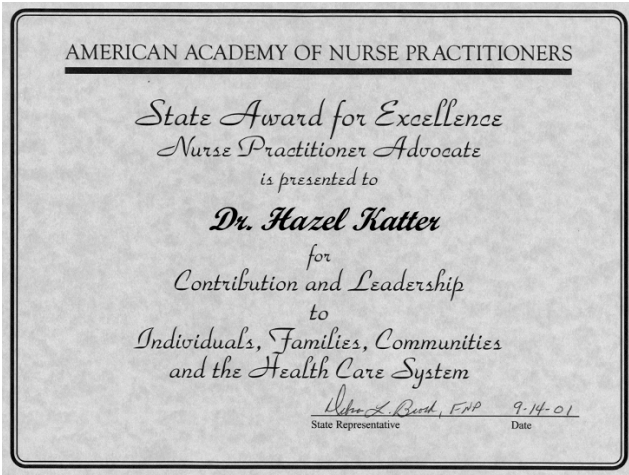 AMERICAN ACADEMY OF NURSE PRACTITIONERS
State Award for Excellence
Nurse Practitioner Advocate
is presented to
Dr. Hazel Katter
for
Contribution and Leadership
to
Individuals, Families, Communities
and the Health Care System
L. , FNP 9-14-01
State Representative Date